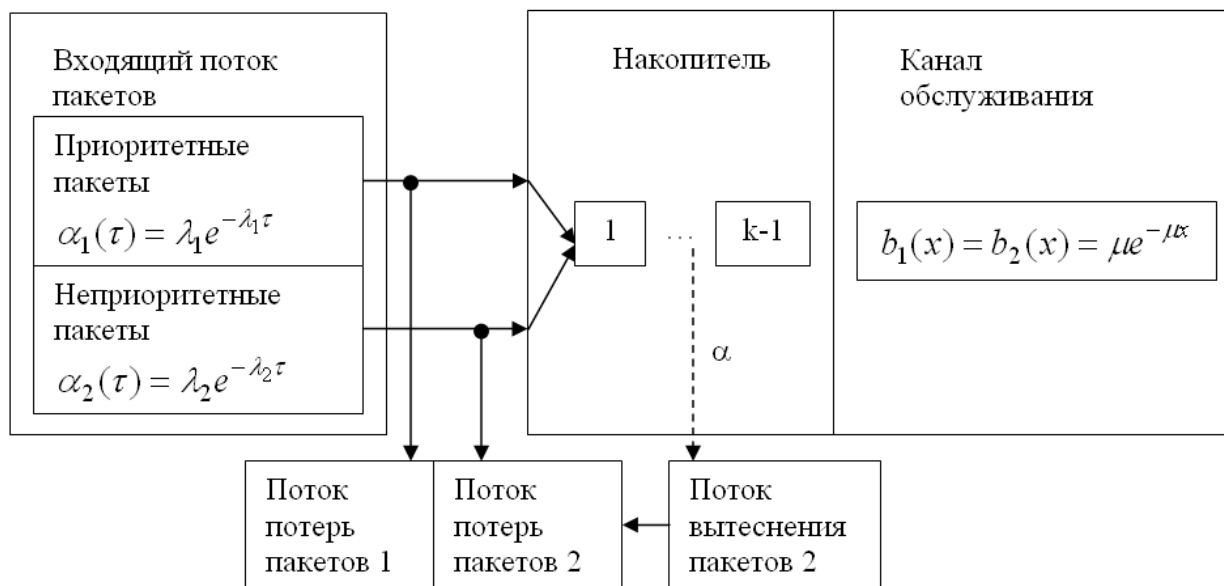 Входящий поток
пакетов
Приоритетные
пакеты
α₁(τ) = λ₁e^{-λ₁τ}
Неприоритетные
пакеты
α₂(τ) = λ₂e^{-λ₂τ}
Накопитель
1
...
k-1
α
Канал
обслуживания
b₁(x) = b₂(x) = μe^{-μx}
Поток
потерь
пакетов 1
Поток
потерь
пакетов 2
Поток
вытеснения
пакетов 2